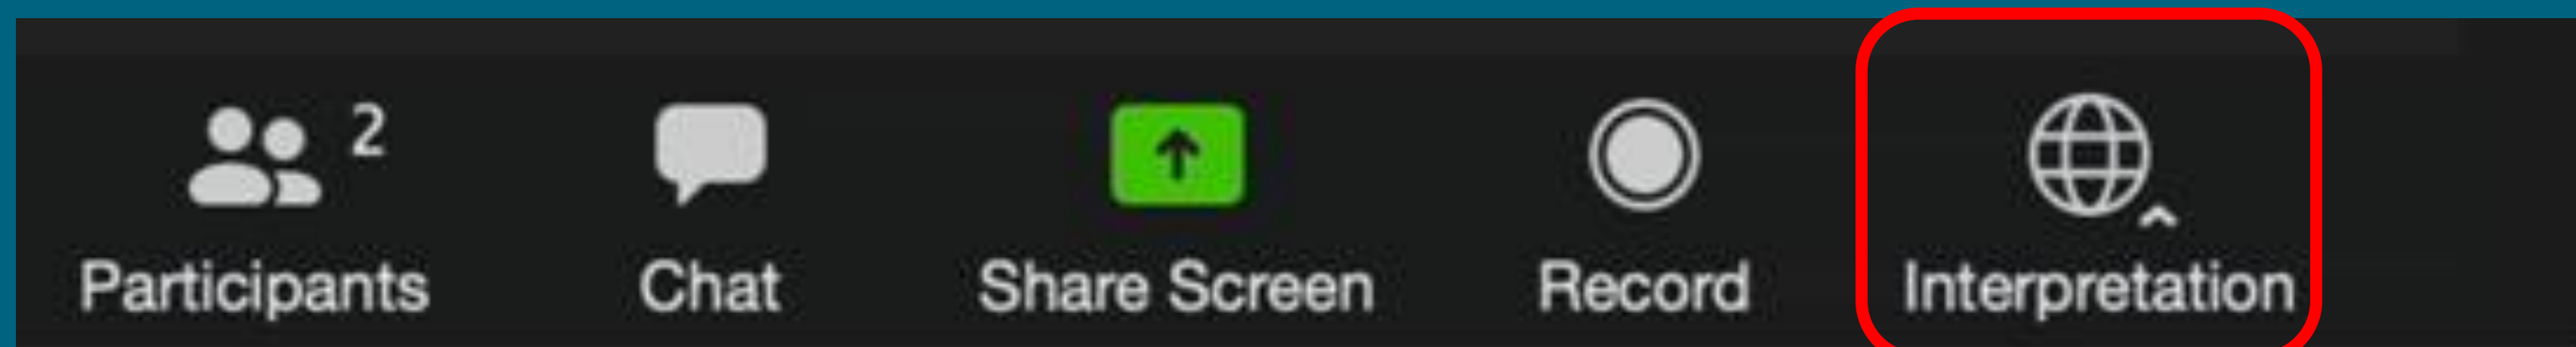 2
Participants
Chat
Share Screen
Record
Interpretation